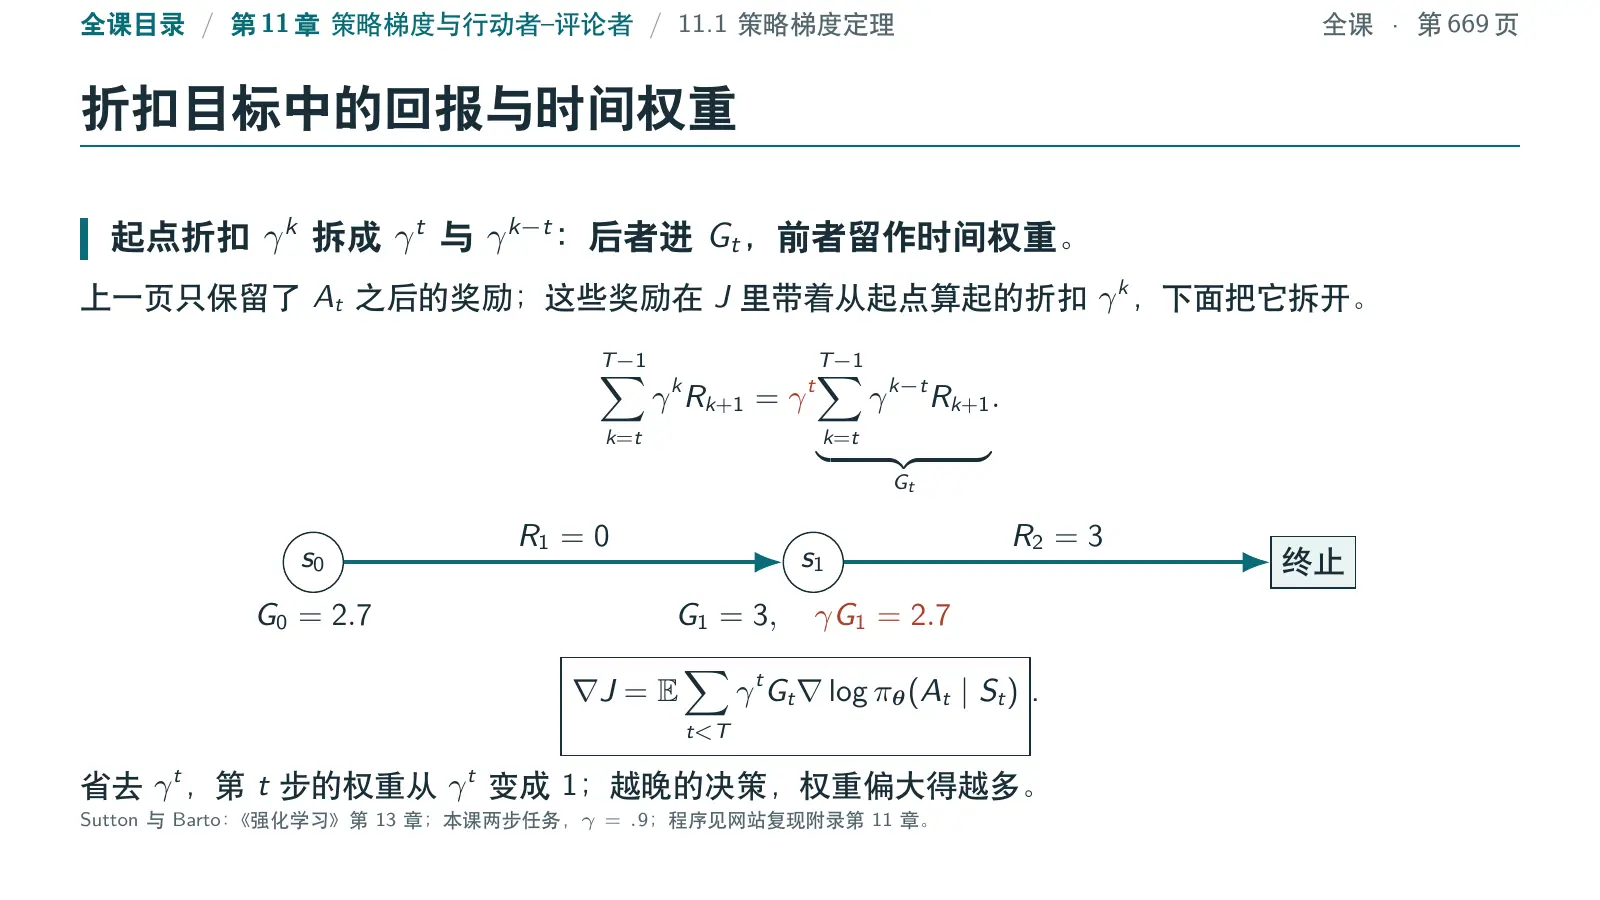 全课目录 / 第 11 章 策略梯度与行动者–评论者 / 11.1 策略梯度定理
全课 · 第 669 页
折扣目标中的回报与时间权重
起点折扣 γ^k 拆成 γ^t 与 γ^{k−t}：后者进 G_t，前者留作时间权重。
上一页只保留了 A_t 之后的奖励；这些奖励在 J 里带着从起点算起的折扣 γ^k，下面把它拆开。
\sum_{k=t}^{T−1} γ^k R_{k+1} = γ^t \underbrace{\sum_{k=t}^{T−1} γ^{k−t} R_{k+1}}_{G_t}.
R_1 = 0
R_2 = 3
s_0
s_1
终止
G_0 = 2.7
G_1 = 3, γG_1 = 2.7
∇J = 𝔼 \sum_{t<T} γ^t G_t ∇ log π_θ(A_t | S_t).
省去 γ^t，第 t 步的权重从 γ^t 变成 1；越晚的决策，权重偏大得越多。
Sutton 与 Barto：《强化学习》第 13 章；本课两步任务，γ = .9；程序见网站复现附录第 11 章。